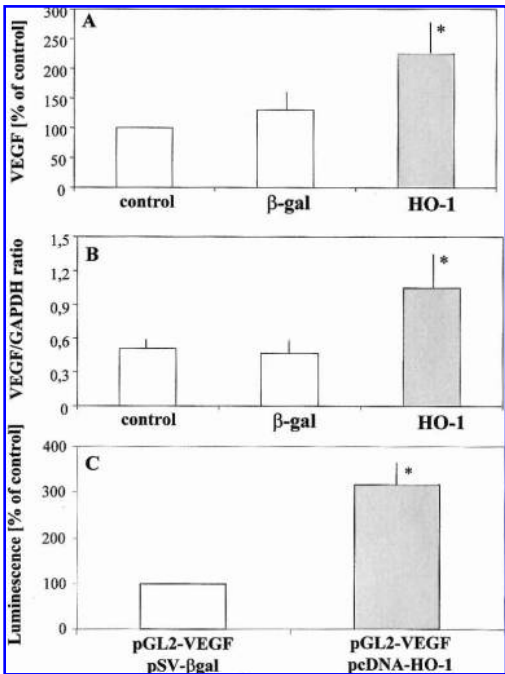 A
VEGF [% of control]
300
250
200
150
100
50
0
*
control β-gal HO-1
B
VEGF/GAPDH ratio
1,5
1,2
0,9
0,6
0,3
0
*
control β-gal HO-1
C
Luminescence [% of control]
400
300
200
100
0
*
pGL2-VEGF pGL2-VEGF
pSV-βgal pcDNA-HO-1